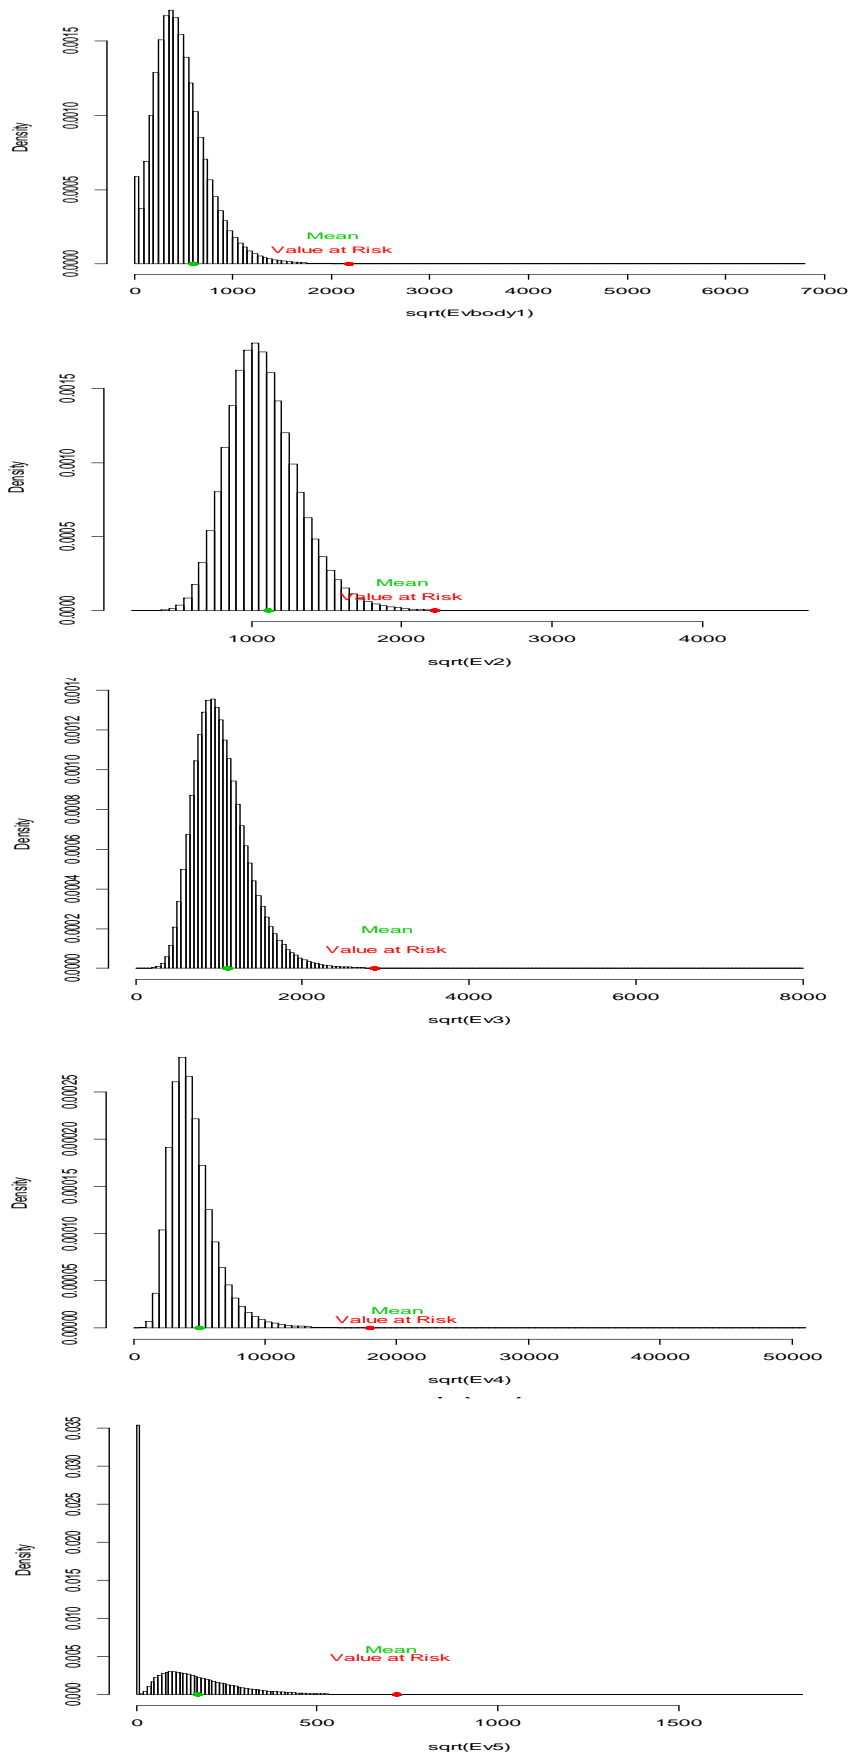 0.0015
0.0010
Density
0.0005
Mean
Value at Risk
0.0000
0 1000 2000 3000 4000 5000 6000 7000
sqrt(Evbody1)
0.0015
0.0010
Density
0.0005
Mean
Value at Risk
0.0000
1000 2000 3000 4000
sqrt(Ev2)
0.0014
0.0012
0.0010
0.0008
Density
0.0006
0.0004
0.0002
Mean
Value at Risk
0.0000
0 2000 4000 6000 8000
sqrt(Ev3)
0.00025
0.00020
0.00015
Density
0.00010
0.00005
Mean
Value at Risk
0.00000
0 10000 20000 30000 40000 50000
sqrt(Ev4)
0.035
0.030
0.025
0.020
Density
0.015
0.010
0.005
Mean
Value at Risk
0.000
0 500 1000 1500
sqrt(Ev5)